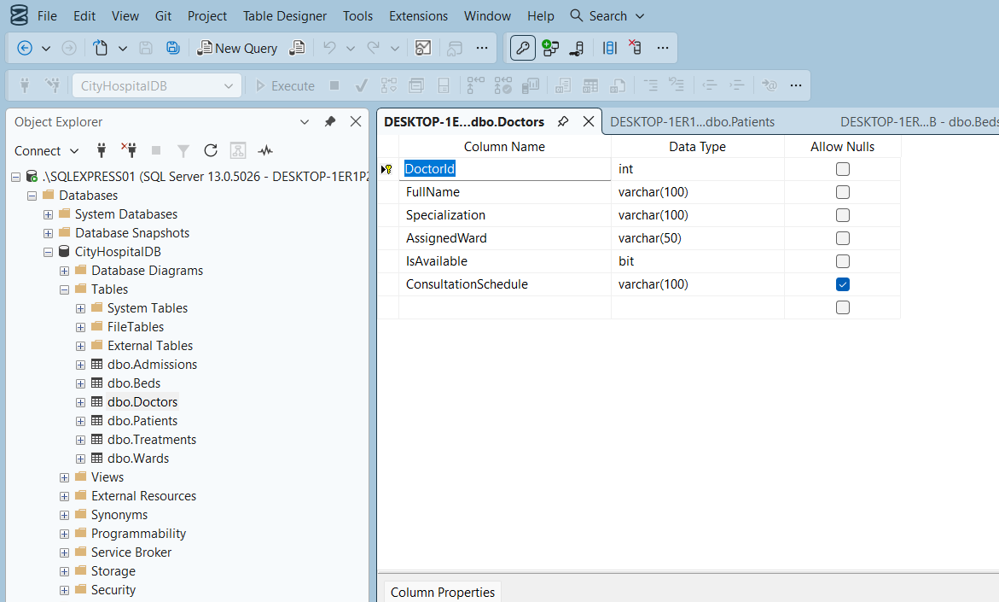 File Edit View Git Project Table Designer Tools Extensions Window Help Search
New Query
CityHospitalDB Execute
Object Explorer
Connect
.\SQLEXPRESS01 (SQL Server 13.0.5026 - DESKTOP-1ER1P2
Databases
System Databases
Database Snapshots
CityHospitalDB
Database Diagrams
Tables
System Tables
FileTables
External Tables
dbo.Admissions
dbo.Beds
dbo.Doctors
dbo.Patients
dbo.Treatments
dbo.Wards
Views
External Resources
Synonyms
Programmability
Service Broker
Storage
Security
DESKTOP-1E...dbo.Doctors DESKTOP-1ER1...dbo.Patients DESKTOP-1ER...B - dbo.Beds
Column Name Data Type Allow Nulls
DoctorId int
FullName varchar(100)
Specialization varchar(100)
AssignedWard varchar(50)
IsAvailable bit
ConsultationSchedule varchar(100)
Column Properties